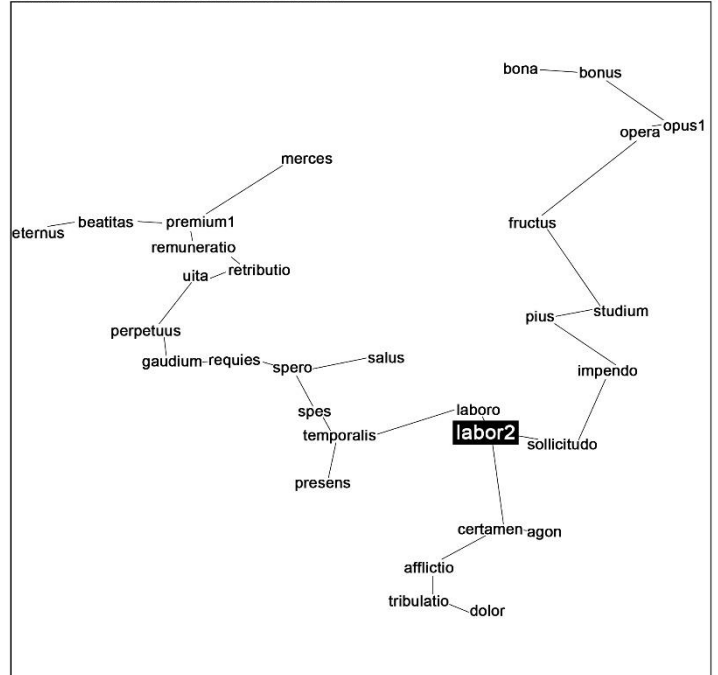 bona bonus
opera opus1
merces
eternus beatitas premium1 fructus
remuneratio
uita retributio
pius studium
perpetuus
gaudium requies spero salus
impendo
spes laboro
temporalis labor2 sollicitudo
presens
certamen agon
afflictio
tribulatio dolor